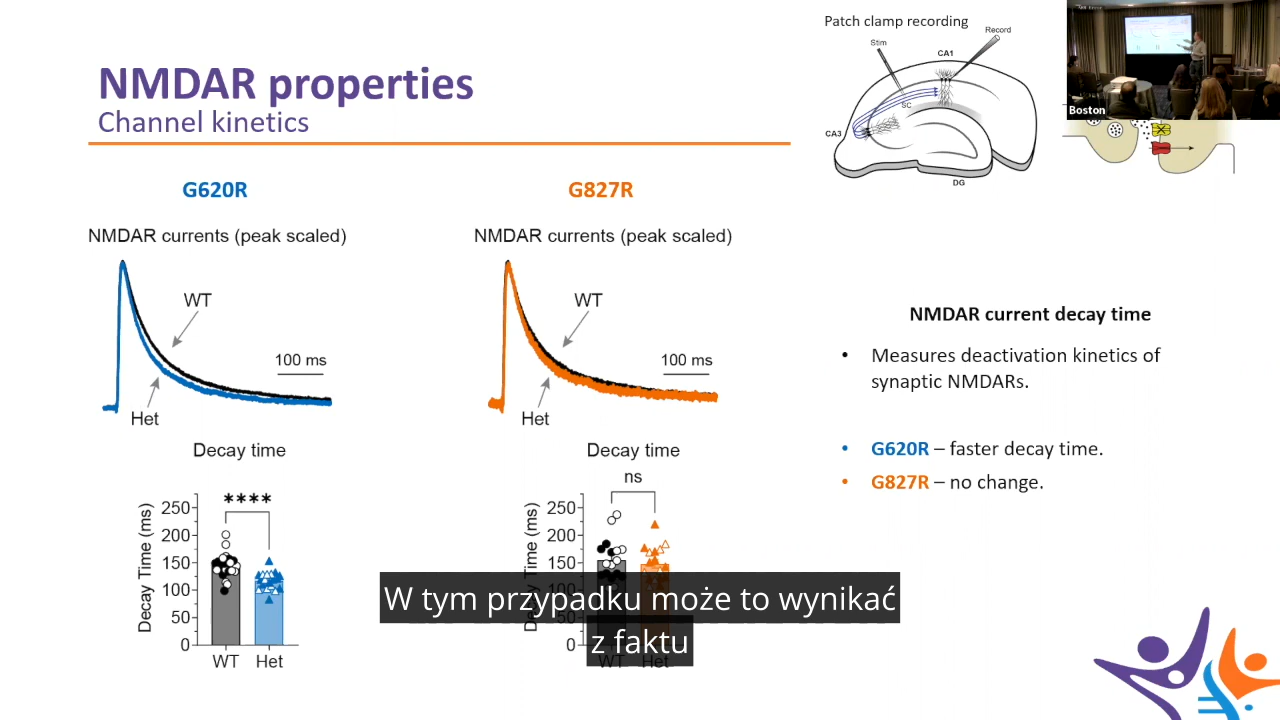 NMDAR properties
Channel kinetics
Patch clamp recording
Stim
Record
CA1
SC
CA3
DG
Boston
G620R
NMDAR currents (peak scaled)
WT
100 ms
Het
Decay time
****
Decay Time (ms)
250
200
150
100
50
0
WT
Het
G827R
NMDAR currents (peak scaled)
WT
100 ms
Het
Decay time
ns
Decay Time (ms)
250
200
150
100
50
0
WT
Het
NMDAR current decay time
• Measures deactivation kinetics of
synaptic NMDARs.
• G620R – faster decay time.
• G827R – no change.
W tym przypadku może to wynikać
z faktu